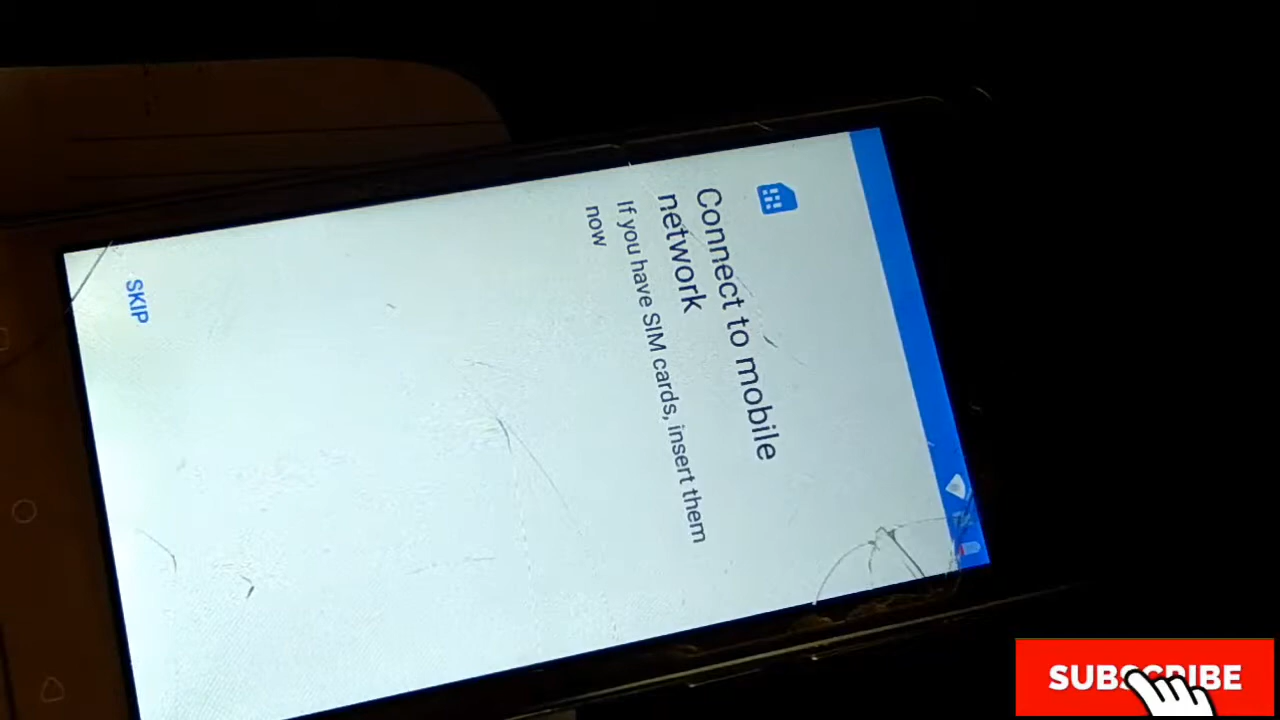 Connect to mobile
network
If you have SIM cards, insert them
now
SKIP
SUBSCRIBE